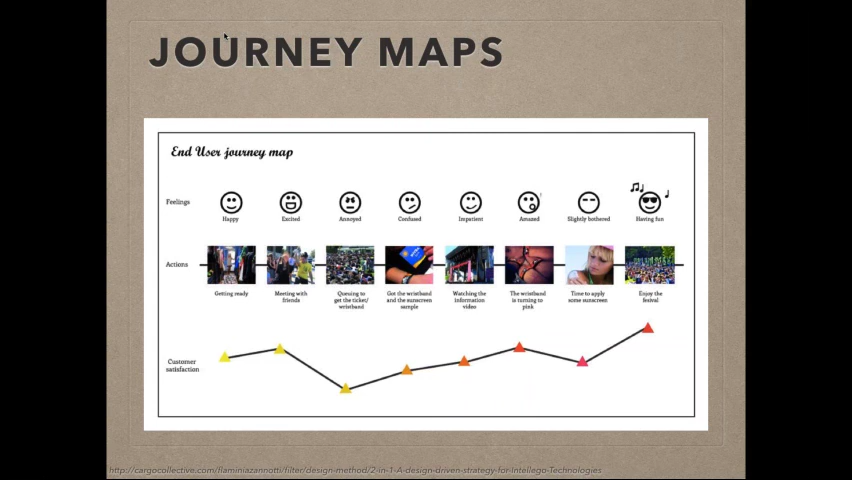 JOURNEY MAPS
End User journey map
Feelings
Happy
Excited
Annoyed
Confused
Impatient
Amazed
Slightly bothered
Having fun
Actions
Getting ready
Meeting with
friends
Queuing to
get the ticket/
wristband
Got the wristband
and the sunscreen
sample
Watching the
information
video
The wristband
is turning to
pink
Time to apply
some sunscreen
Enjoy the
fesival
Customer
satisfaction
http://cargocollective.com/flaminiazannotti/filter/design-method/2-in-1-A-design-driven-strategy-for-Intellego-Technologies